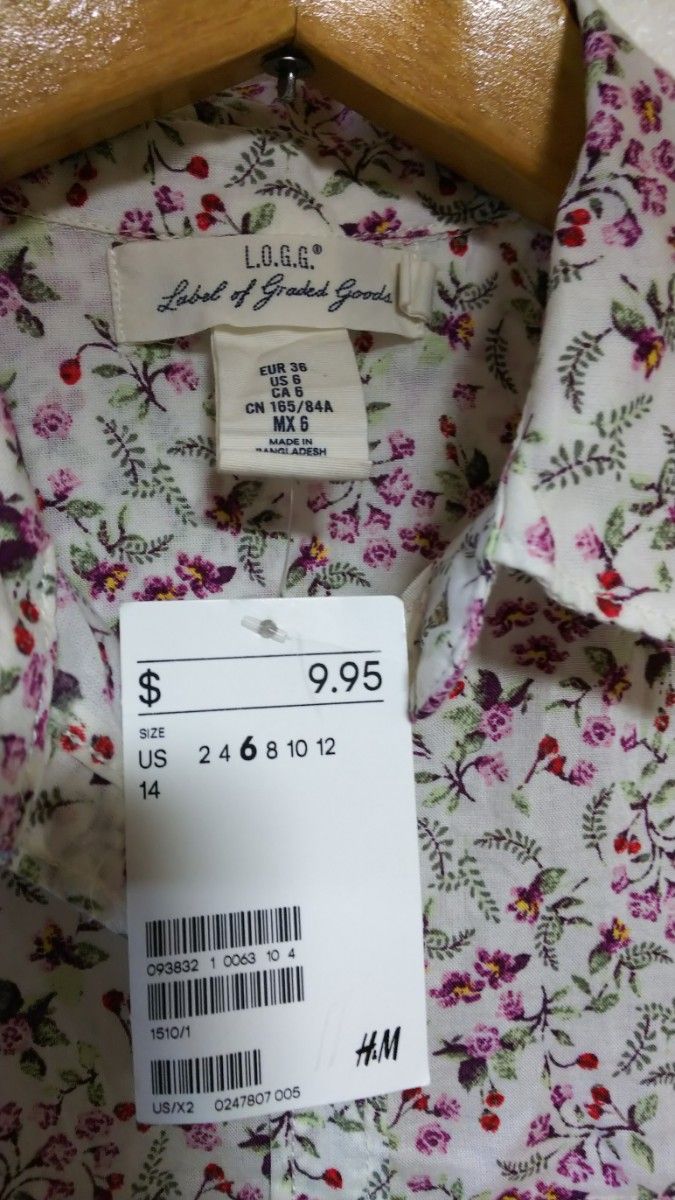 L.O.G.G.®
Label of Graded Goods
EUR 36
US 6
CA 6
CN 165/84A
MX 6
MADE IN
BANGLADESH
$ 9.95
SIZE
US 2 4 6 8 10 12
14
093832 1 0063 10 4
1510/1
H&M
US/X2 0247807 005